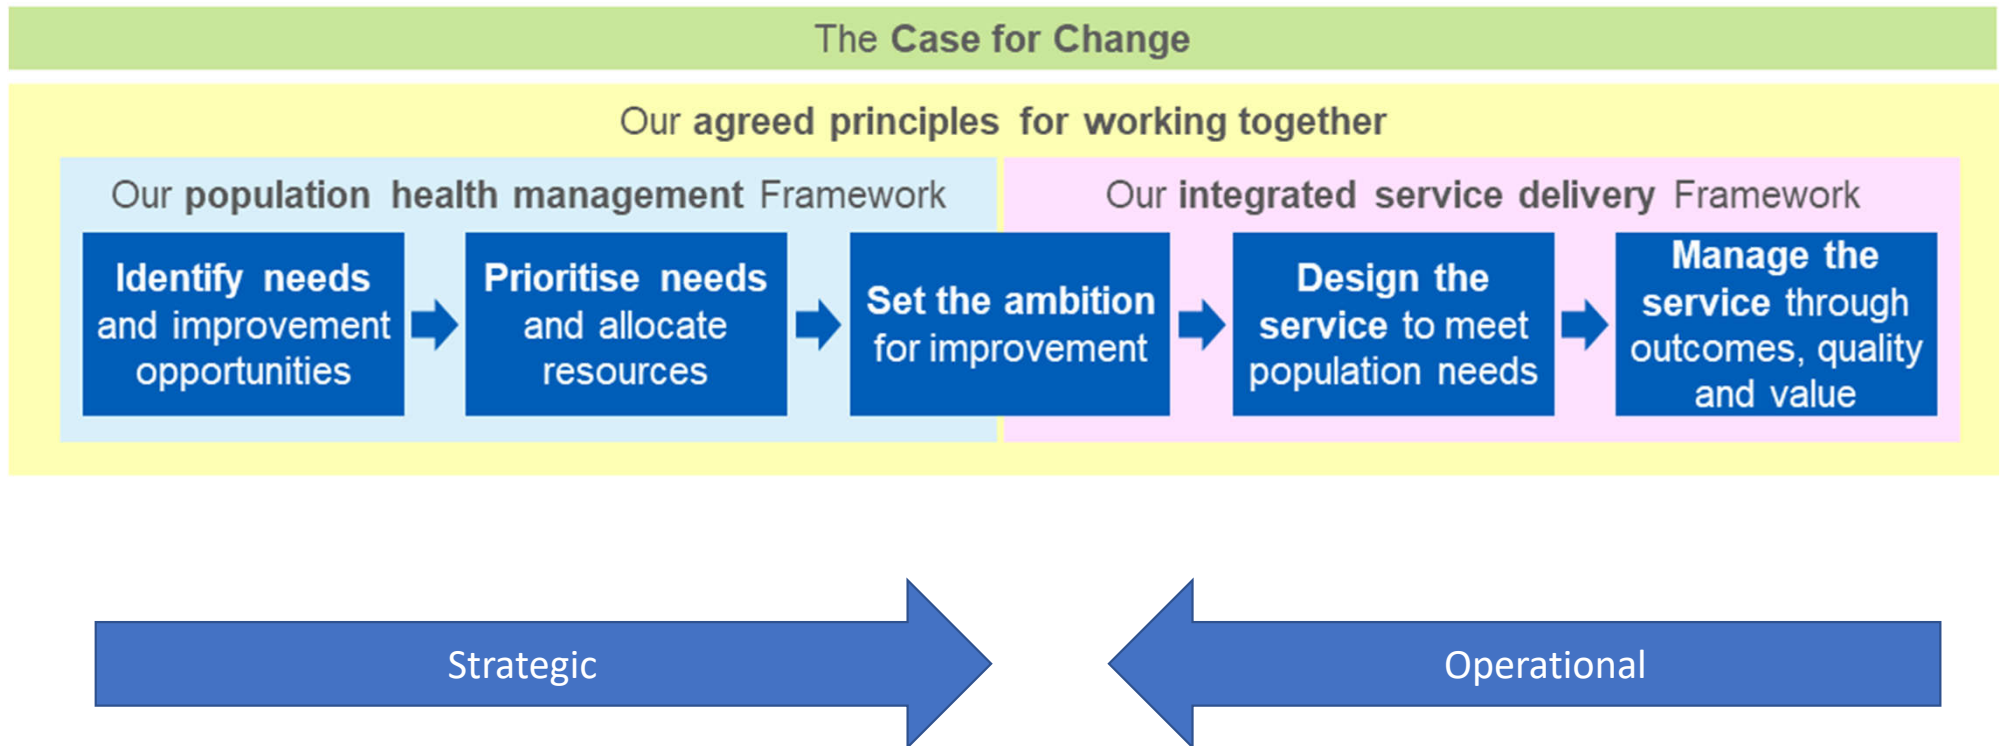 The Case for Change
Our agreed principles for working together
Our population health management Framework
Our integrated service delivery Framework
Identify needs
and improvement
opportunities
Prioritise needs
and allocate
resources
Set the ambition
for improvement
Design the
service to meet
population needs
Manage the
service through
outcomes, quality
and value
Strategic
Operational